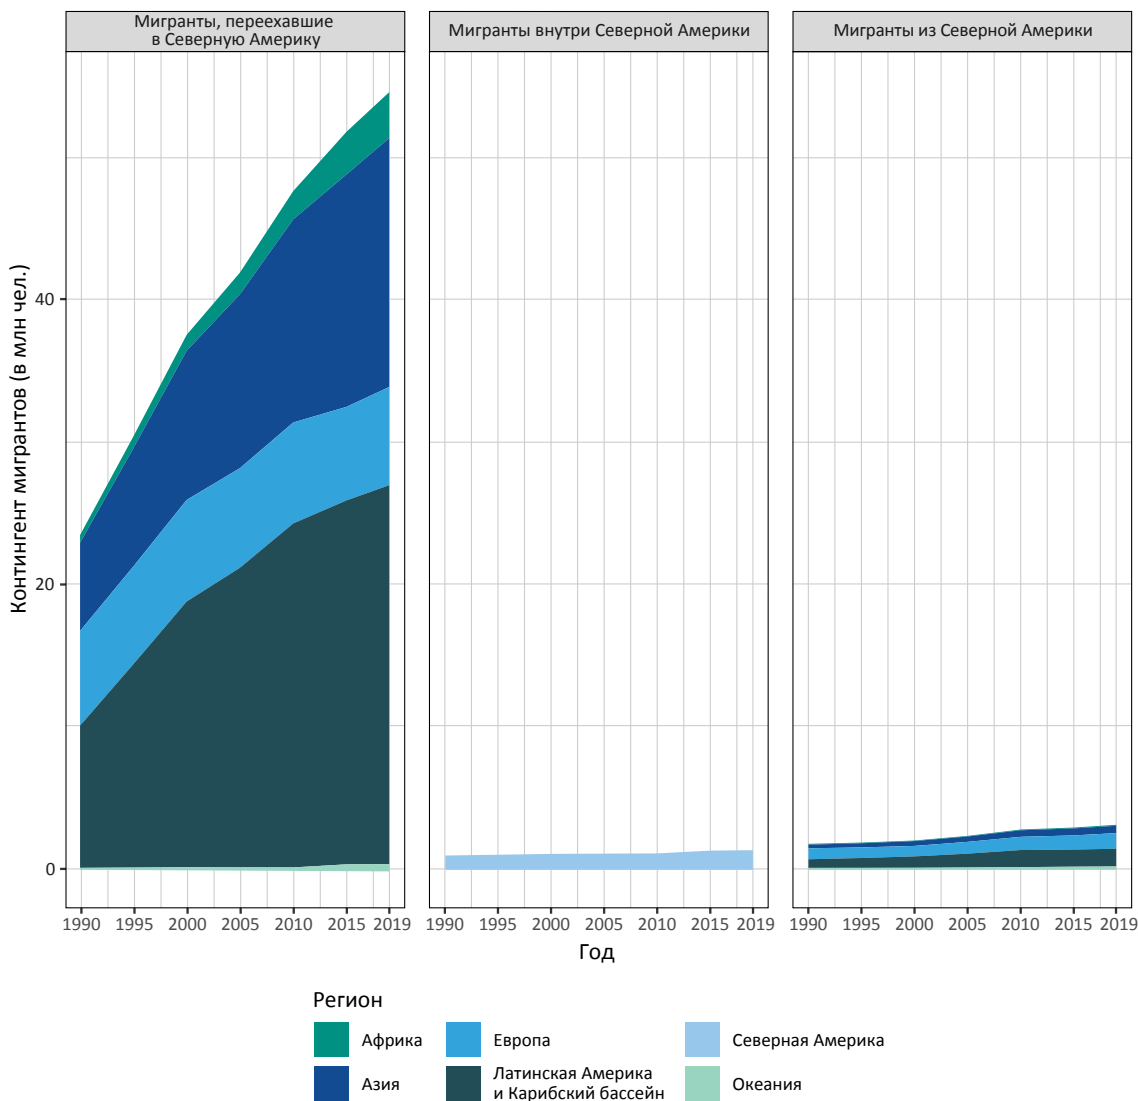 Мигранты, переехавшие
в Северную Америку
Мигранты внутри Северной Америки
Мигранты из Северной Америки
Контингент мигрантов (в млн чел.)
40
20
0
1990 1995 2000 2005 2010 2015 2019
1990 1995 2000 2005 2010 2015 2019
1990 1995 2000 2005 2010 2015 2019
Год
Регион
Африка
Европа
Северная Америка
Азия
Латинская Америка
и Карибский бассейн
Океания